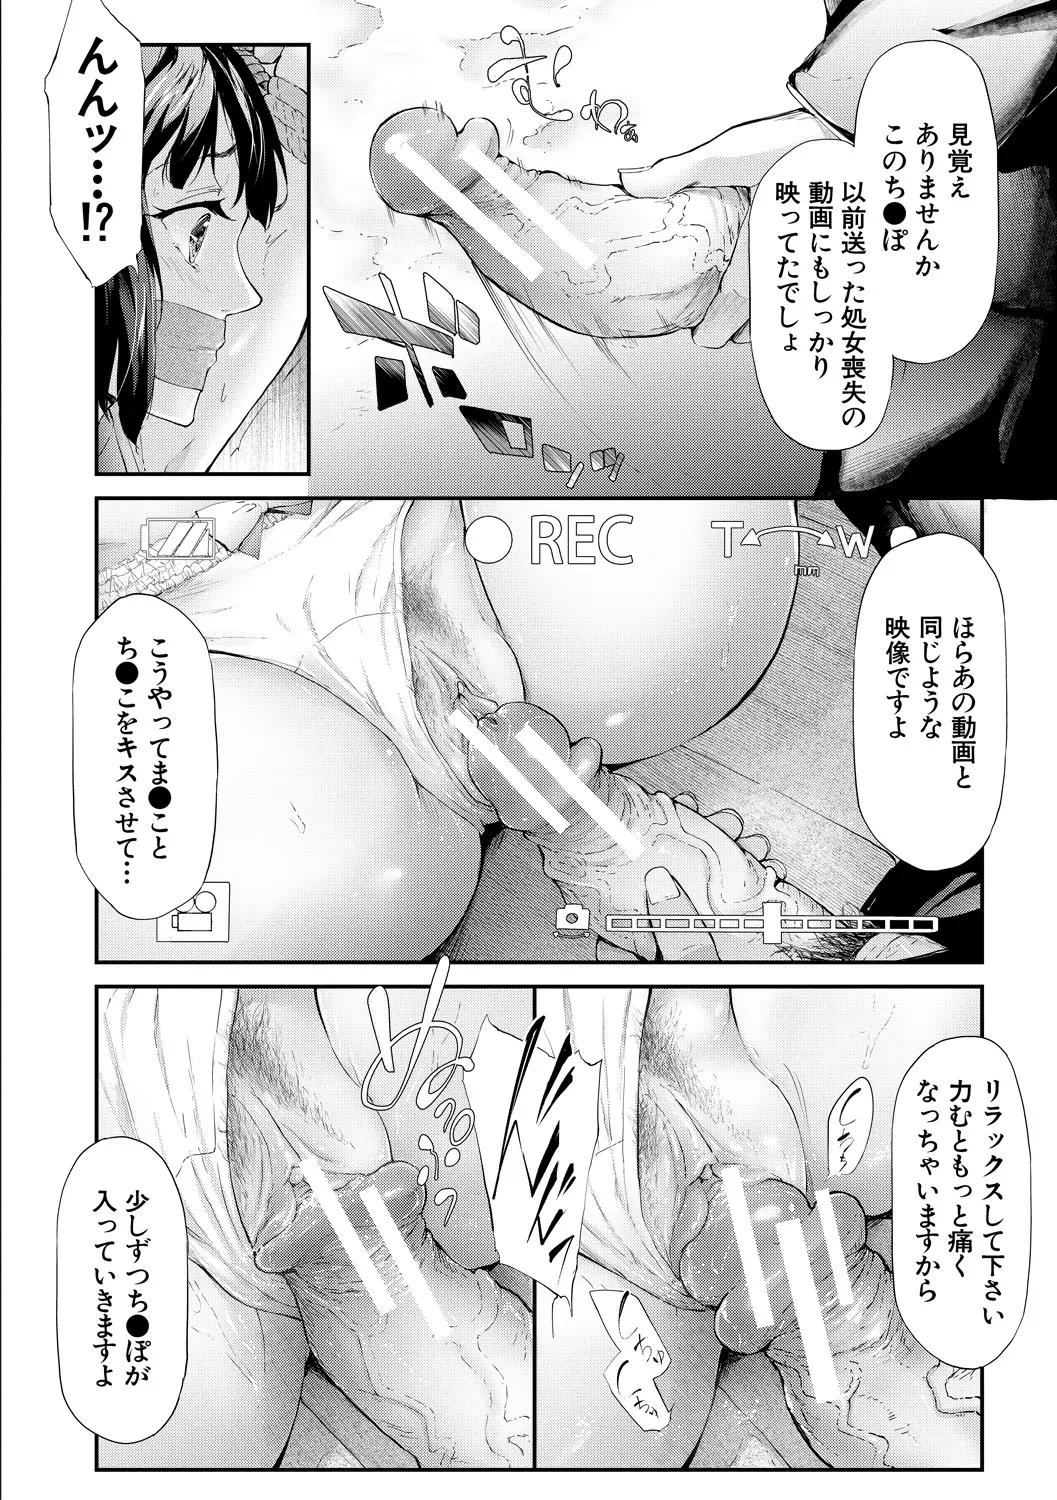 見覚え
ありませんか
このち●ぽ
以前送った処女喪失の
動画にもしっかり
映ってたでしょ
んんッ…⁉
REC
T
W
mm
ほらあの動画と
同じような
映像ですよ
こうやってま●こと
ち●こをキスさせて…
リラックスして下さい
力むともっと痛く
なっちゃいますから
少しずつち●ぽが
入っていきますよ